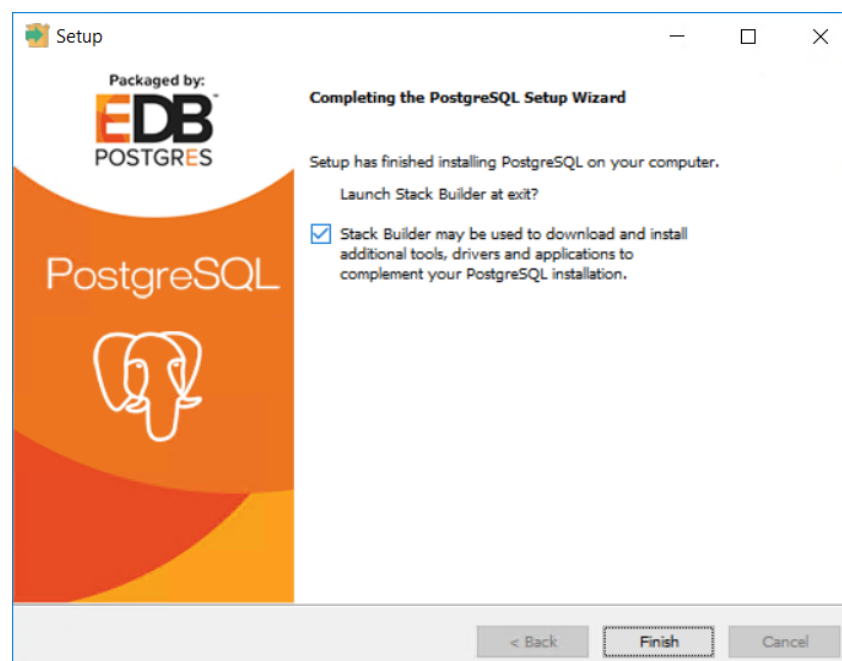 Setup
Packaged by:
EDB
POSTGRES
PostgreSQL
Completing the PostgreSQL Setup Wizard
Setup has finished installing PostgreSQL on your computer.
Launch Stack Builder at exit?
Stack Builder may be used to download and install
additional tools, drivers and applications to
complement your PostgreSQL installation.
< Back
Finish
Cancel